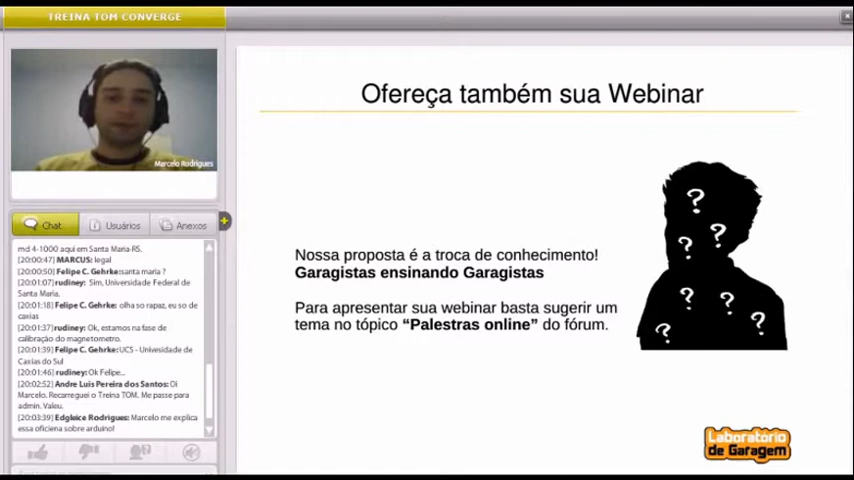 TREINA TOM CONVERGE
Marcelo Rodrigues
Chat
Usuários
Anexos
md 4-1000 aqui em Santa Maria-RS.
[20:00:47] MARCUS: legal
[20:00:50] Felipe C. Gehrke:santa maria ?
[20:01:07] rudiney: Sim, Universidade Federal de
Santa Maria.
[20:01:18] Felipe C. Gehrke: olha so rapaz, eu so de
caxias
[20:01:37] rudiney: Ok, estamos na fase de
calibração do magnetometro.
[20:01:39] Felipe C. Gehrke:UCS - Univesidade de
Caxias do Sul
[20:01:46] rudiney: Ok Felipe...
[20:02:52] Andre Luis Pereira dos Santos: Oi
Marcelo. Recarreguei o Treina TOM. Me passe para
admin. Valeu.
[20:03:39] Edgleice Rodrigues: Marcelo me explica
essa oficiena sobre arduino!
Ofereça também sua Webinar
Nossa proposta é a troca de conhecimento!
Garagistas ensinando Garagistas
Para apresentar sua webinar basta sugerir um
tema no tópico “Palestras online” do fórum.
? ? ? ? ? ? ? ?
Laboratório
de Garagem